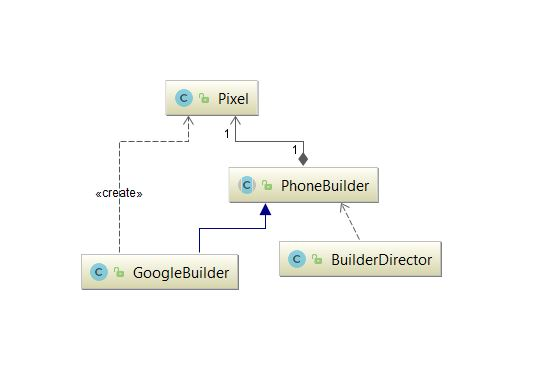 C Pixel
1
1
C PhoneBuilder
«create»
C BuilderDirector
C GoogleBuilder